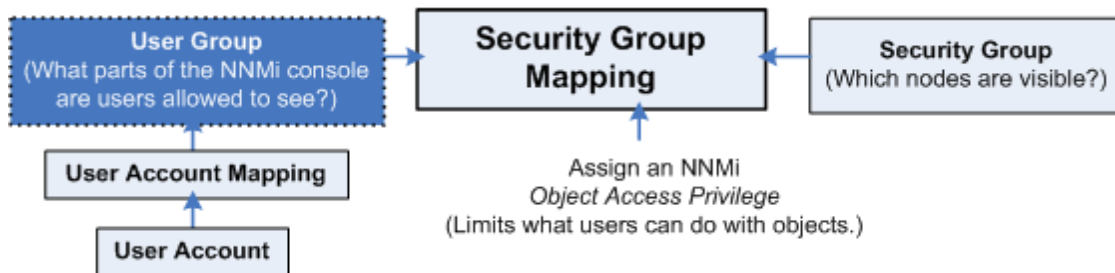 User Group
(What parts of the NNMi console
are users allowed to see?)
User Account Mapping
User Account
Security Group
Mapping
Assign an NNMi
Object Access Privilege
(Limits what users can do with objects.)
Security Group
(Which nodes are visible?)